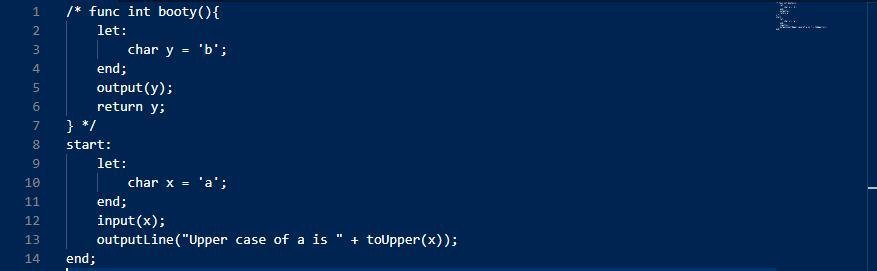 1 /* func int booty(){
2 let:
3 char y = 'b';
4 end;
5 output(y);
6 return y;
7 } */
8 start:
9 let:
10 char x = 'a';
11 end;
12 input(x);
13 outputLine("Upper case of a is " + toUpper(x));
14 end;